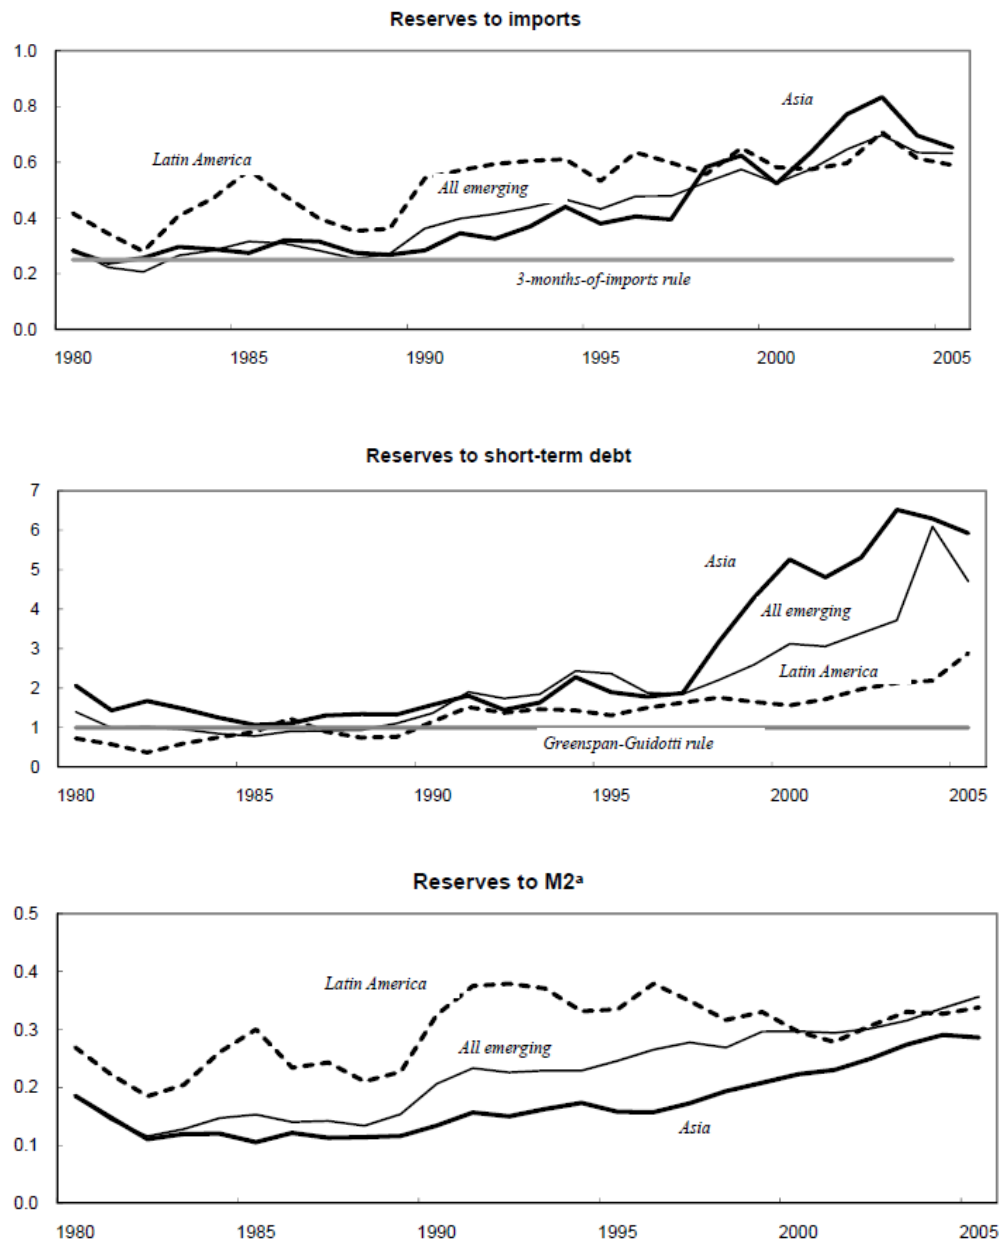 Reserves to imports
1.0
Asia
0.8
Latin America
0.6
All emerging
0.4
3-months-of-imports rule
0.2
0.0
1980 1985 1990 1995 2000 2005
Reserves to short-term debt
7
6
Asia
5
All emerging
4
3
Latin America
2
1
Greenspan-Guidotti rule
0
1980 1985 1990 1995 2000 2005
Reserves to M2ᵃ
0.5
Latin America
0.4
0.3
All emerging
0.2
Asia
0.1
0.0
1980 1985 1990 1995 2000 2005